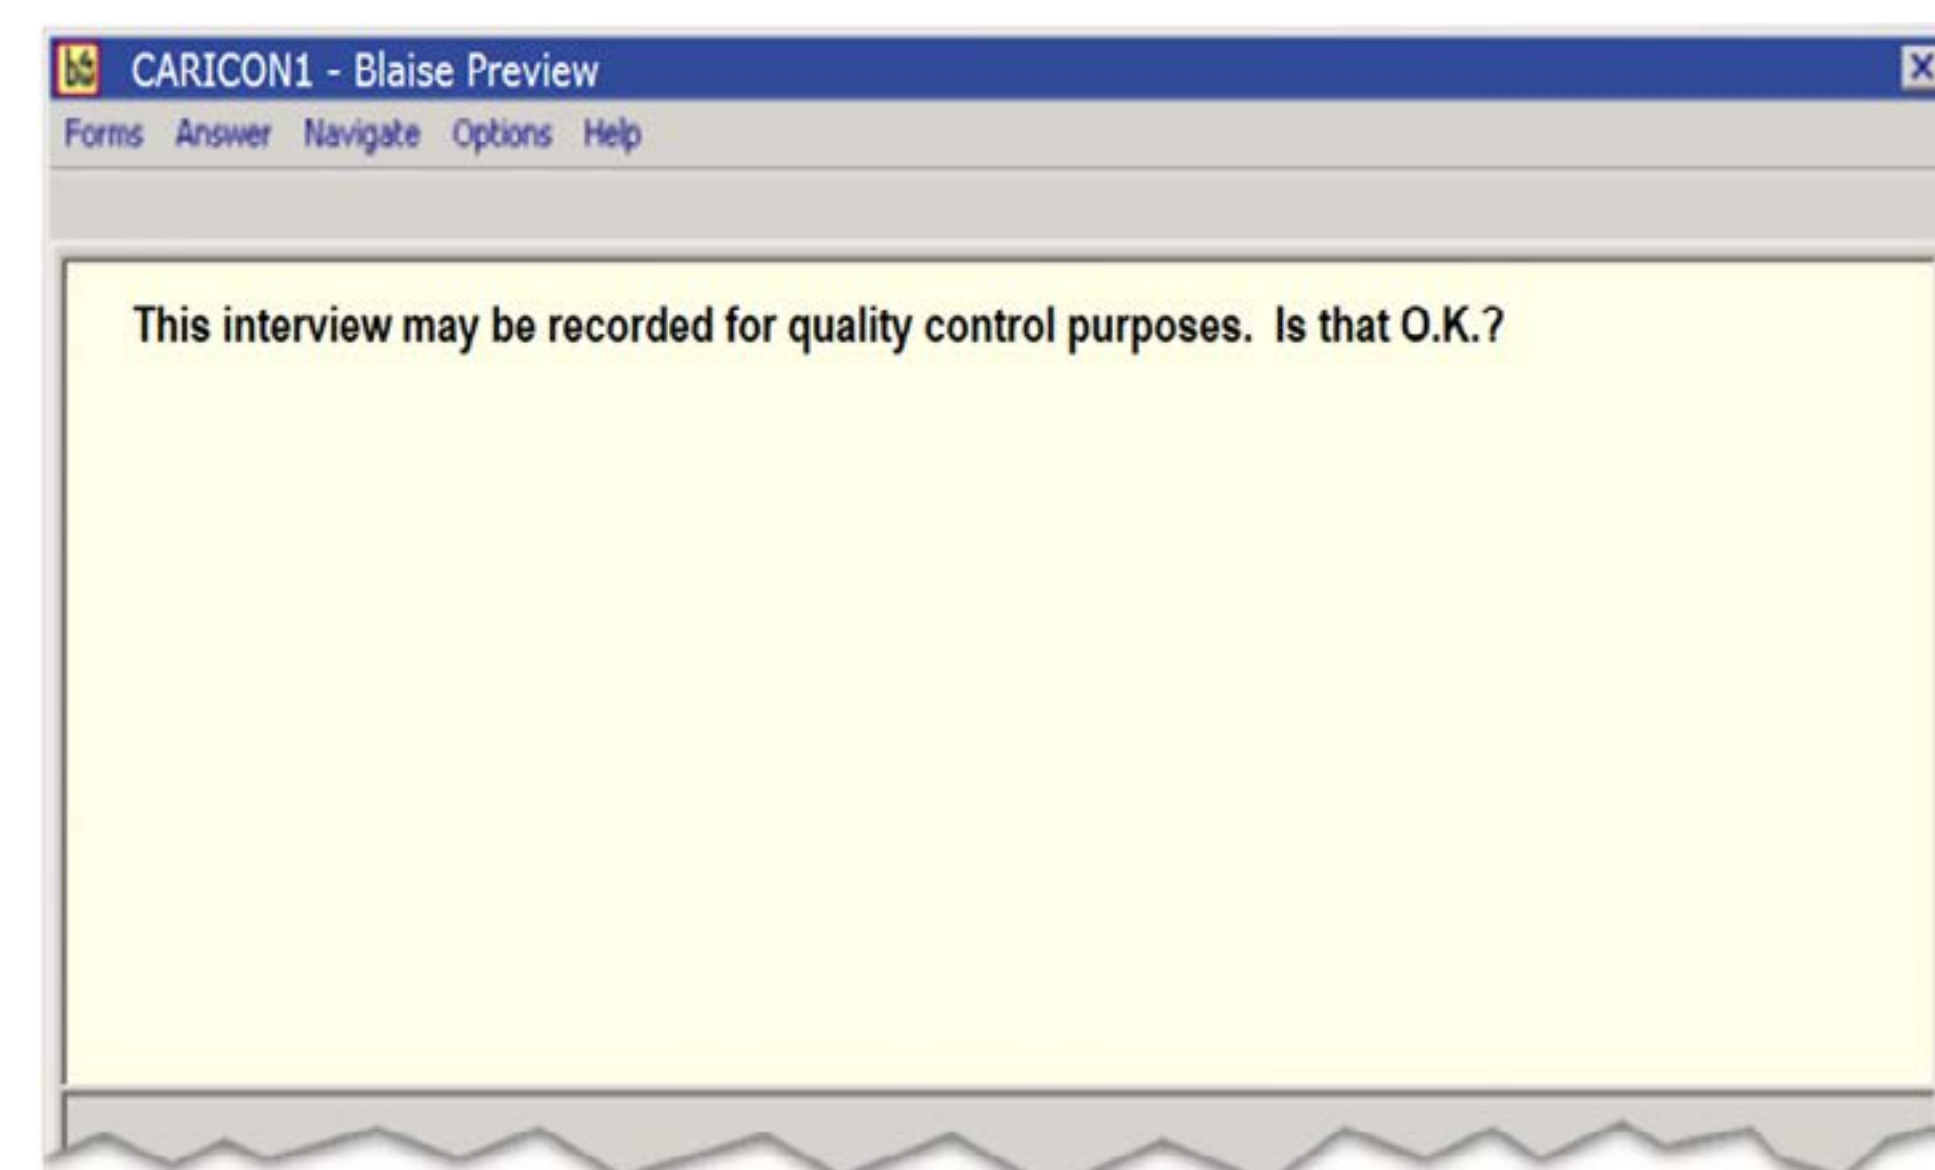 CARICON1 - Blaise Preview
Forms Answer Navigate Options Help
This interview may be recorded for quality control purposes.  Is that O.K.?